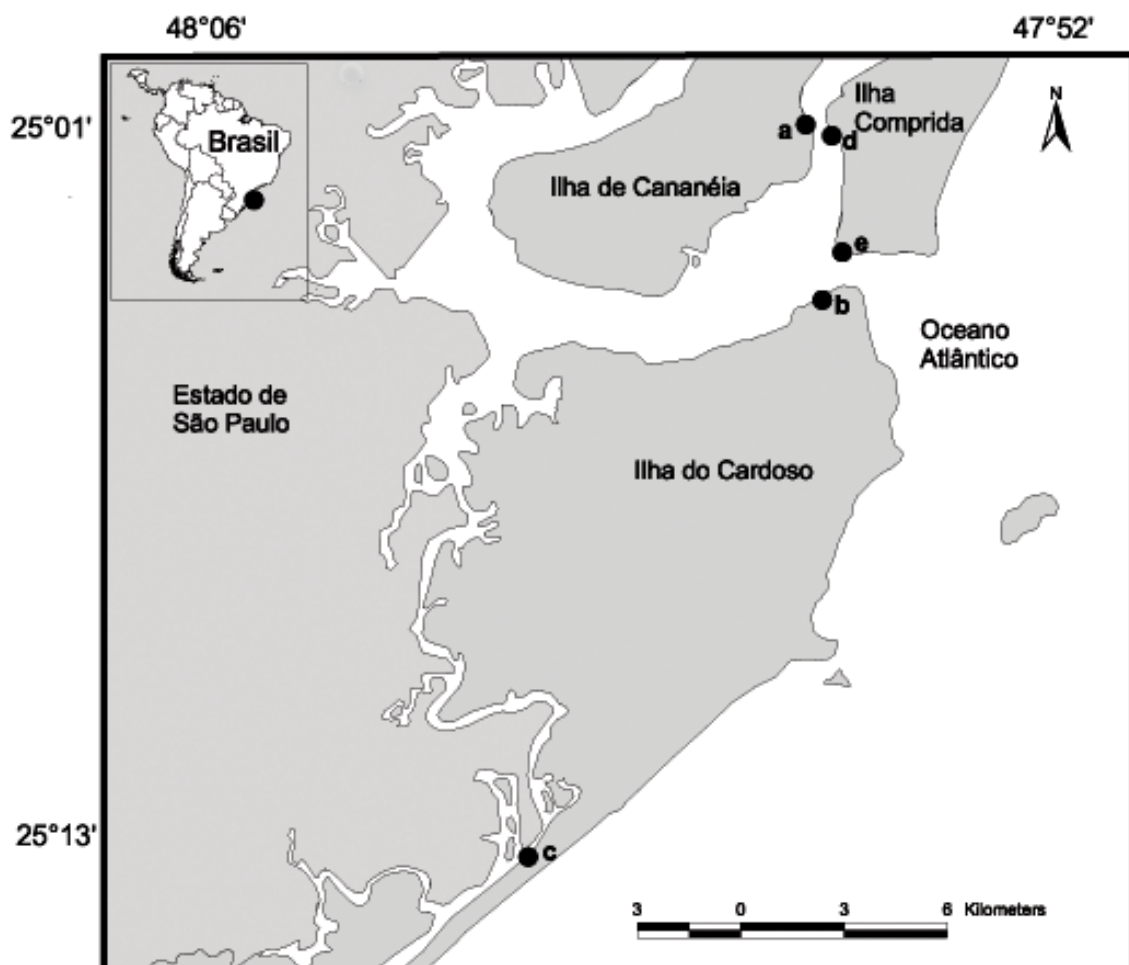 48°06'
47°52'
25°01'
Brasil
Ilha
Comprida
N
a
d
Ilha de Cananéia
e
b
Oceano
Atlântico
Estado de
São Paulo
Ilha do Cardoso
25°13'
c
3 0 3 6 Kilometers